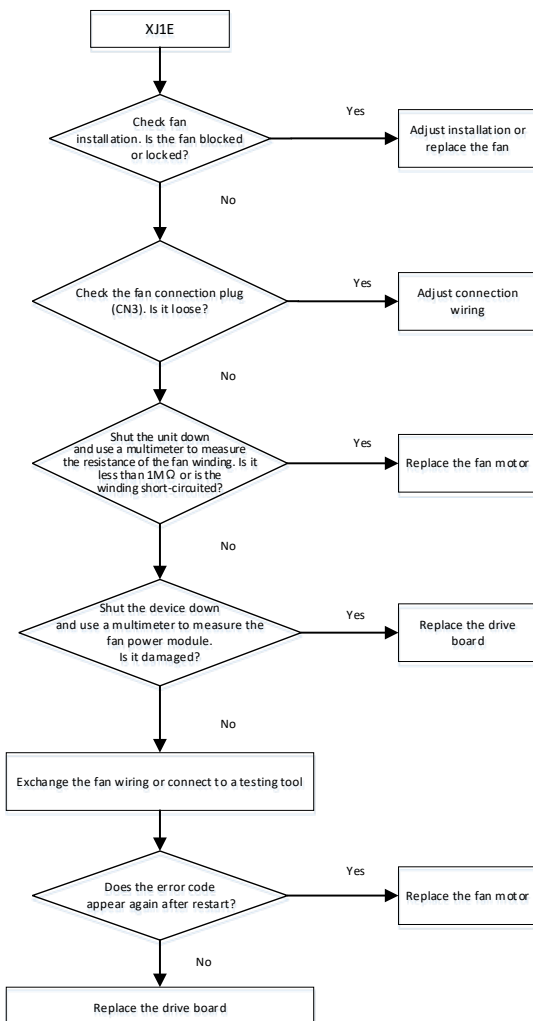 XJ1E
Check fan
installation. Is the fan blocked
or locked?
Yes
Adjust installation or
replace the fan
No
Check the fan connection plug
(CN3). Is it loose?
Yes
Adjust connection
wiring
No
Shut the unit down
and use a multimeter to measure
the resistance of the fan winding. Is it
less than 1MΩ or is the
winding short-circuited?
Yes
Replace the fan motor
No
Shut the device down
and use a multimeter to measure the
fan power module.
Is it damaged?
Yes
Replace the drive
board
No
Exchange the fan wiring or connect to a testing tool
Does the error code
appear again after restart?
Yes
Replace the fan motor
No
Replace the drive board